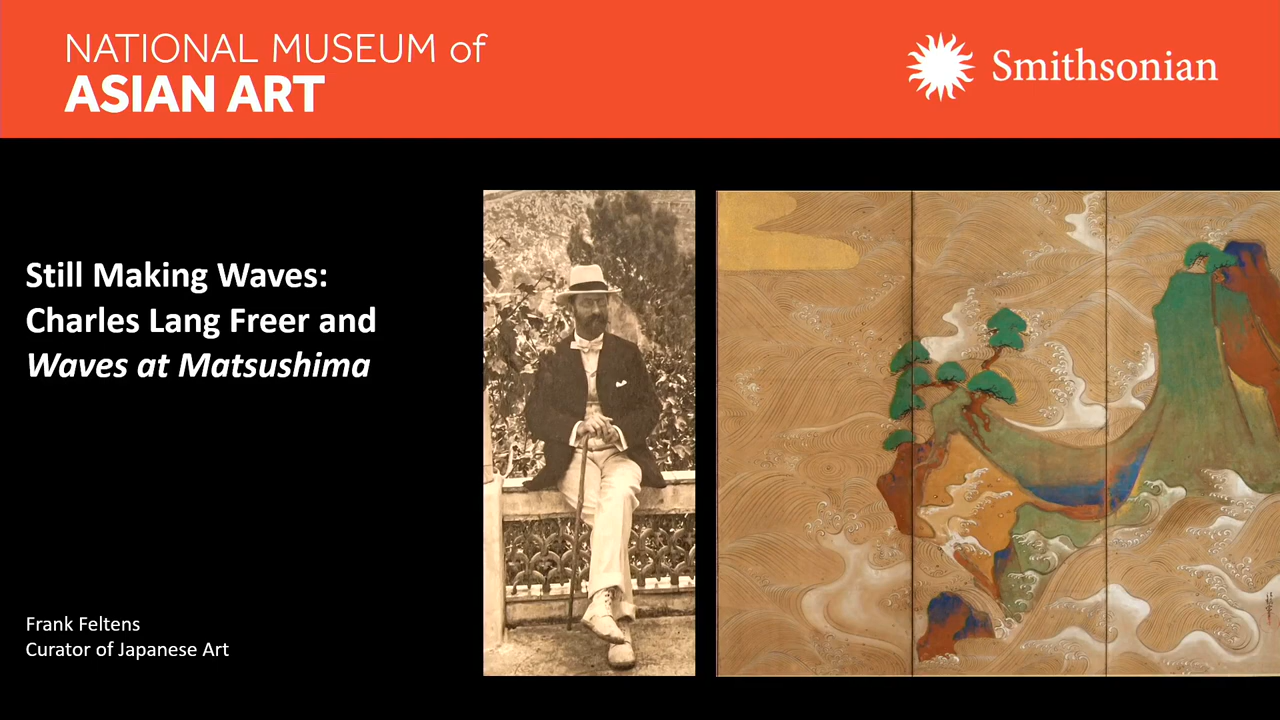 NATIONAL MUSEUM of
ASIAN ART
Smithsonian
Still Making Waves:
Charles Lang Freer and
Waves at Matsushima
Frank Feltens
Curator of Japanese Art